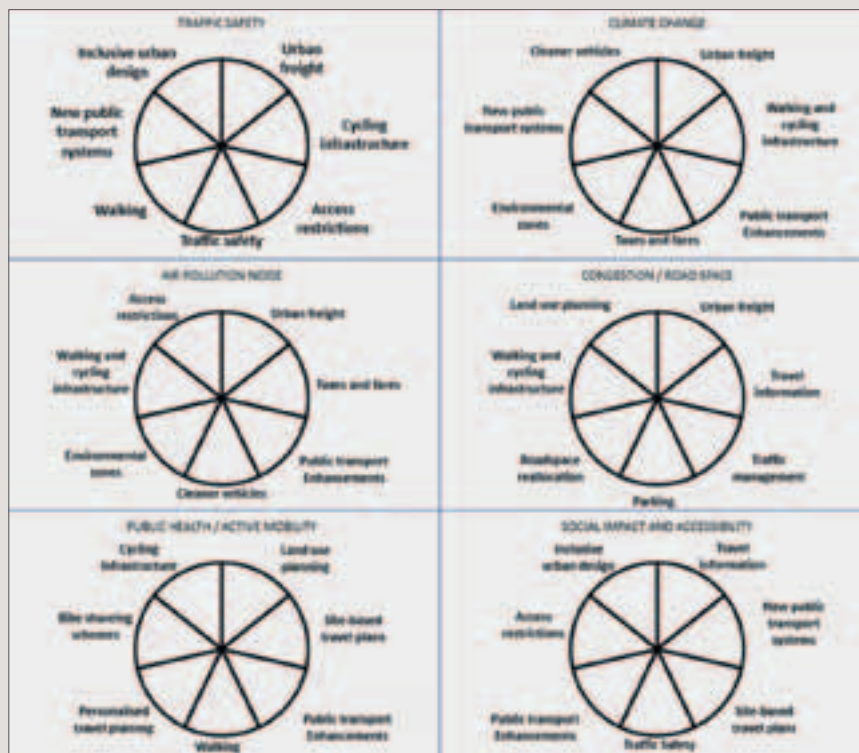 TRAFFIC SAFETY
Inclusive urban
design
Urban
freight
New public
transport
systems
Cycling
Infrastructure
Walking
Access
restrictions
Traffic safety
CLIMATE CHANGE
Cleaner vehicles
Urban freight
New public
transport systems
Walking and
cycling
infrastructure
Environmental
zones
Public transport
Enhancements
and fares
AIR POLLUTION NOISE
Access
restrictions
Urban freight
Walking and
cycling
infrastructure
and fares
Environmental
zones
Public transport
Enhancements
Cleaner vehicles
CONGESTION / ROAD SPACE
Land use planning
Urban freight
Walking and
cycling
infrastructure
Travel
information
Roadspace
reallocation
Traffic
management
Parking
PUBLIC HEALTH / ACTIVE MOBILITY
Cycling
Infrastructure
Land use
planning
Bike sharing
schemes
Site-based
travel plans
Personalised
travel planning
Public transport
Enhancements
Walking
SOCIAL IMPACT AND ACCESSIBILITY
Inclusive
urban design
Travel
information
Access
restrictions
New public
transport
systems
Public transport
Enhancements
Site-based
travel plans
Traffic Safety